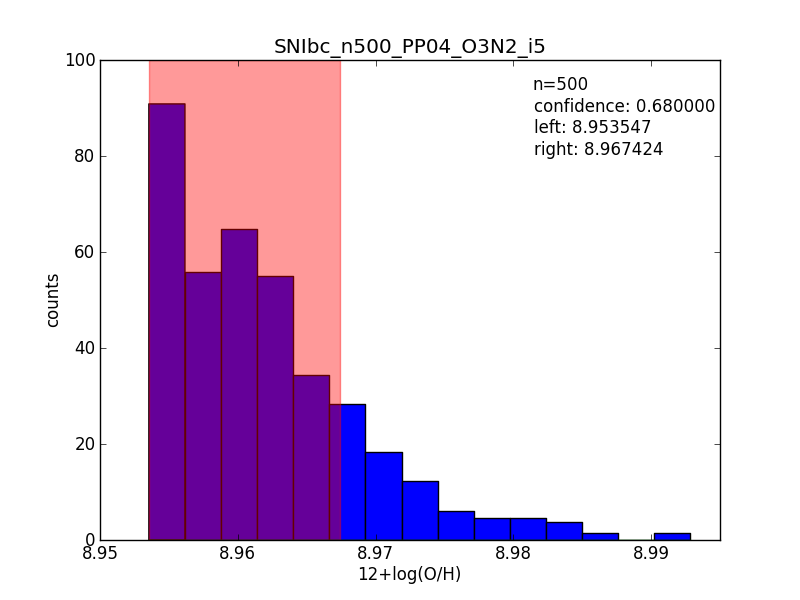 SNIbc_n500_PP04_O3N2_i5
n=500
confidence: 0.680000
left: 8.953547
right: 8.967424
counts
100
80
60
40
20
0
8.95 8.96 8.97 8.98 8.99
12+log(O/H)